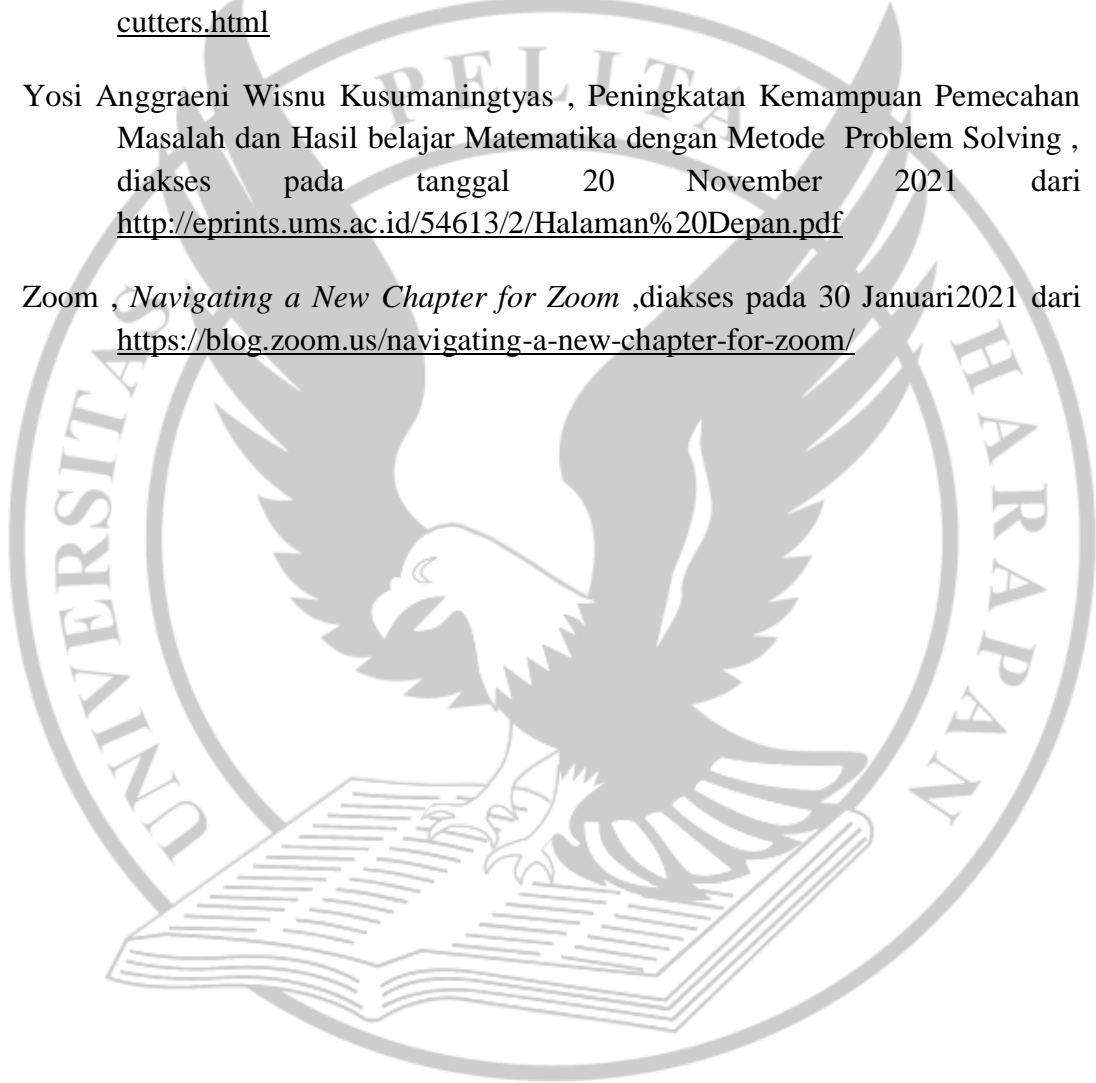 cutters.html
Yosi Anggraeni Wisnu Kusumaningtyas , Peningkatan Kemampuan Pemecahan
Masalah dan Hasil belajar Matematika dengan Metode Problem Solving ,
diakses pada tanggal 20 November 2021 dari
http://eprints.ums.ac.id/54613/2/Halaman%20Depan.pdf
Zoom , Navigating a New Chapter for Zoom ,diakses pada 30 Januari2021 dari
https://blog.zoom.us/navigating-a-new-chapter-for-zoom/
UNIVERSITAS PELITA HARAPAN